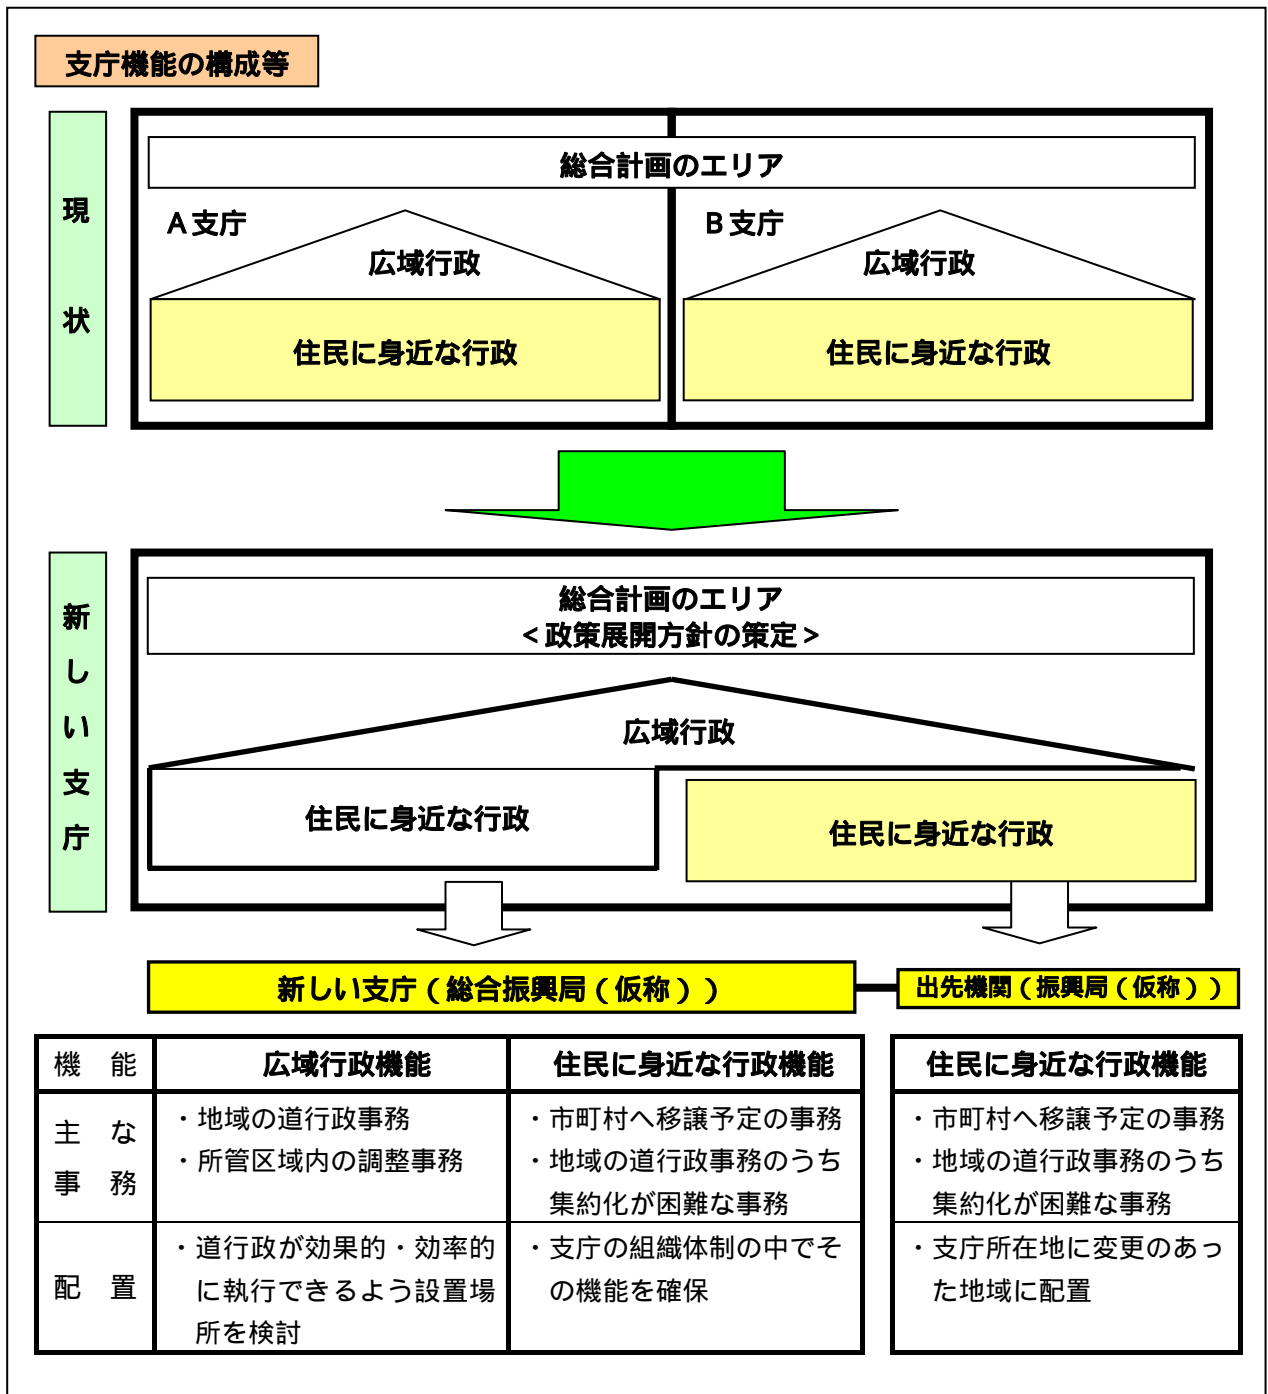 支庁機能の構成等
現状
総合計画のエリア
A支庁
広域行政
住民に身近な行政
B支庁
広域行政
住民に身近な行政
新しい支庁
総合計画のエリア
<政策展開方針の策定>
広域行政
住民に身近な行政
住民に身近な行政
新しい支庁(総合振興局(仮称))
出先機関(振興局(仮称))
機 能
広域行政機能
住民に身近な行政機能
住民に身近な行政機能
主 な
事 務
・地域の道行政事務
・所管区域内の調整事務
・市町村へ移譲予定の事務
・地域の道行政事務のうち
集約化が困難な事務
・市町村へ移譲予定の事務
・地域の道行政事務のうち
集約化が困難な事務
配 置
・道行政が効果的・効率的
に執行できるよう設置場
所を検討
・支庁の組織体制の中でそ
の機能を確保
・支庁所在地に変更のあっ
た地域に配置